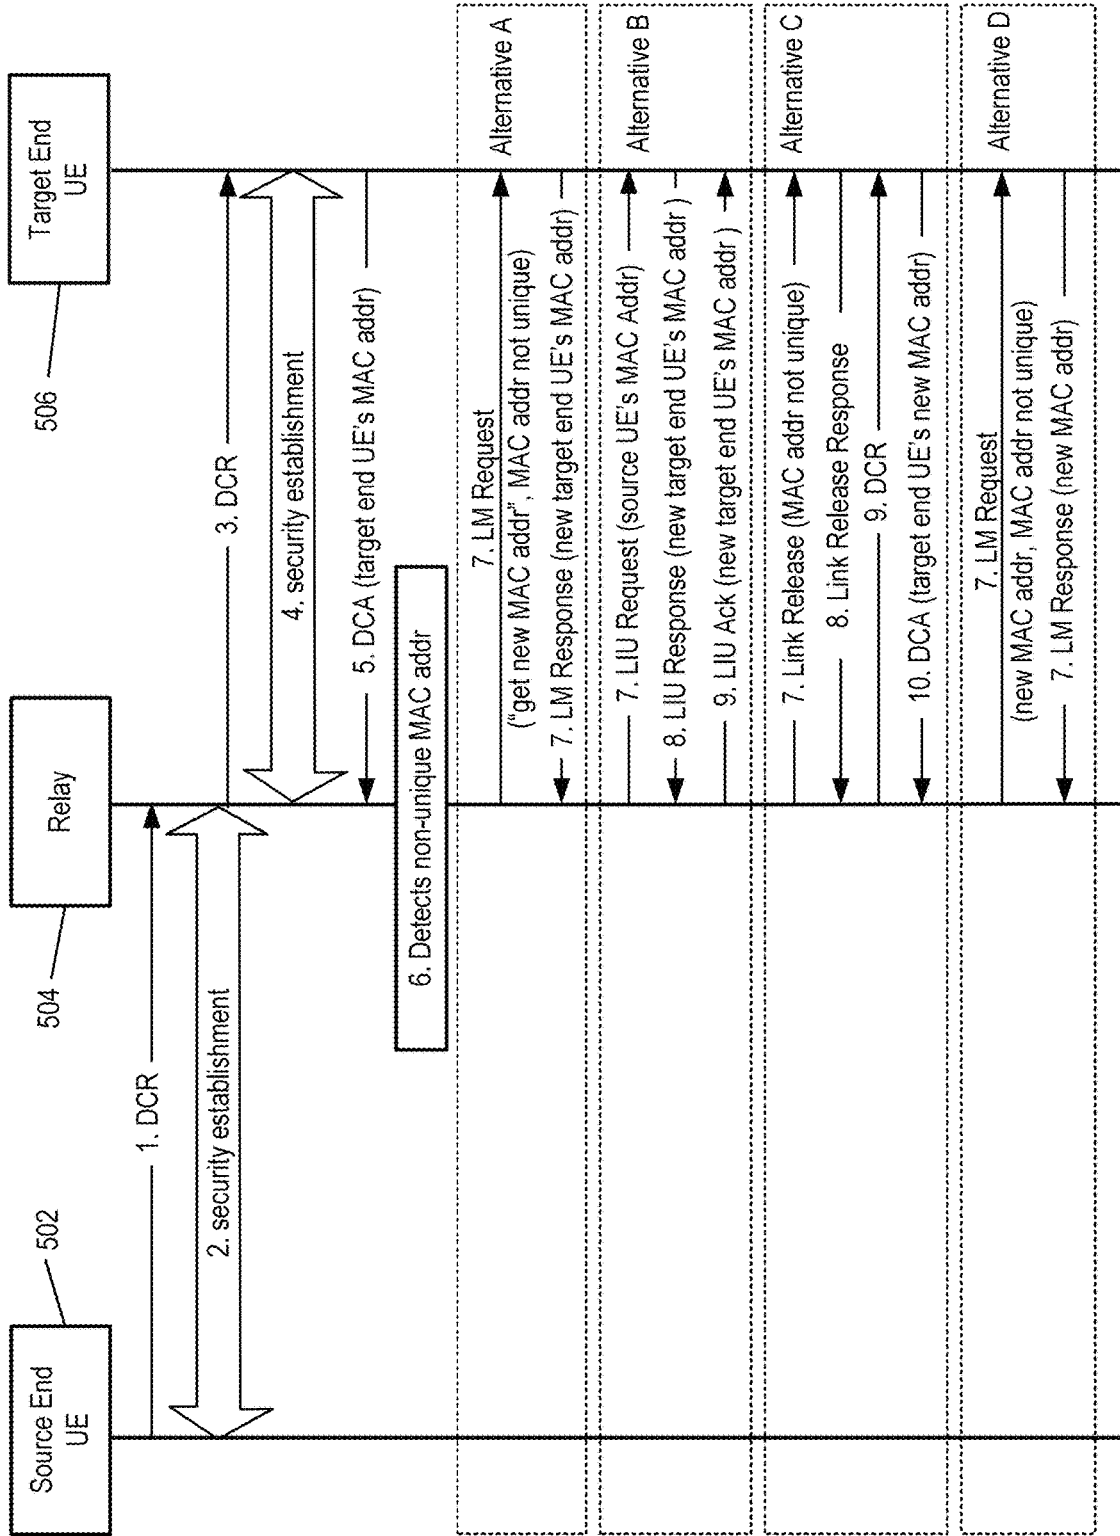 Source End
UE
502
Relay
504
Target End
UE
506
1. DCR
2. security establishment
3. DCR
4. security establishment
5. DCA (target end UE's MAC addr)
6. Detects non-unique MAC addr
Alternative A
7. LM Request
("get new MAC addr", MAC addr not unique)
7. LM Response (new target end UE's MAC addr)
Alternative B
7. LIU Request (source UE's MAC Addr)
8. LIU Response (new target end UE's MAC addr )
9. LIU Ack (new target end UE's MAC addr )
Alternative C
7. Link Release (MAC addr not unique)
8. Link Release Response
9. DCR
10. DCA (target end UE's new MAC addr)
Alternative D
7. LM Request
(new MAC addr, MAC addr not unique)
7. LM Response (new MAC addr)